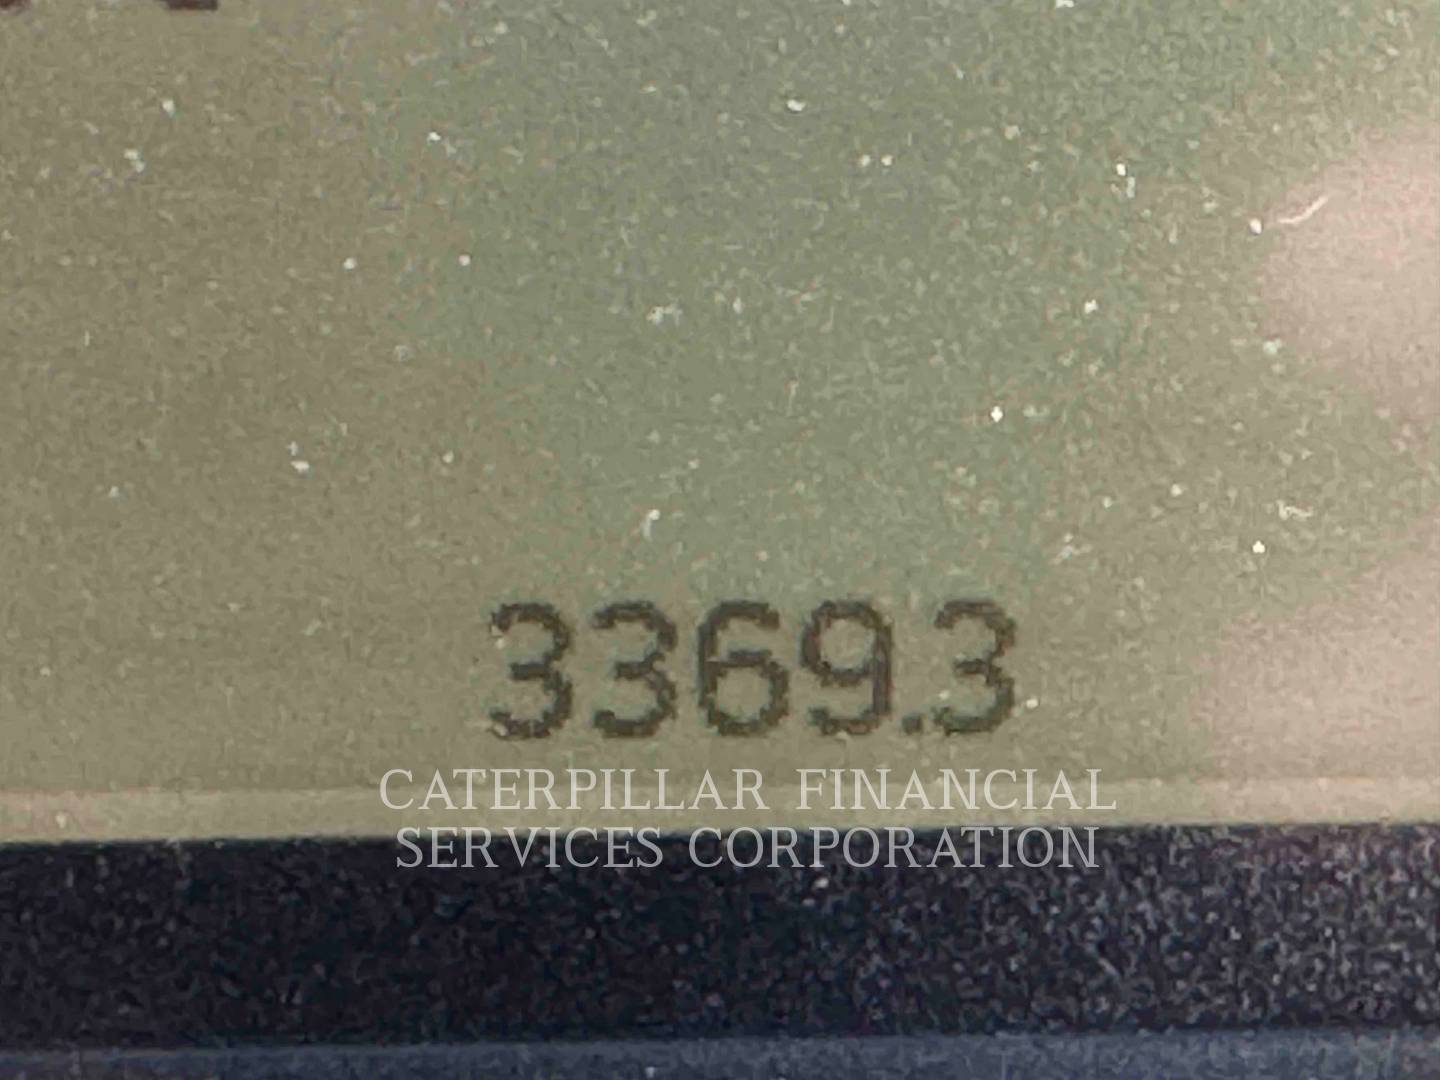 3369.3
CATERPILLAR FINANCIAL
SERVICES CORPORATION